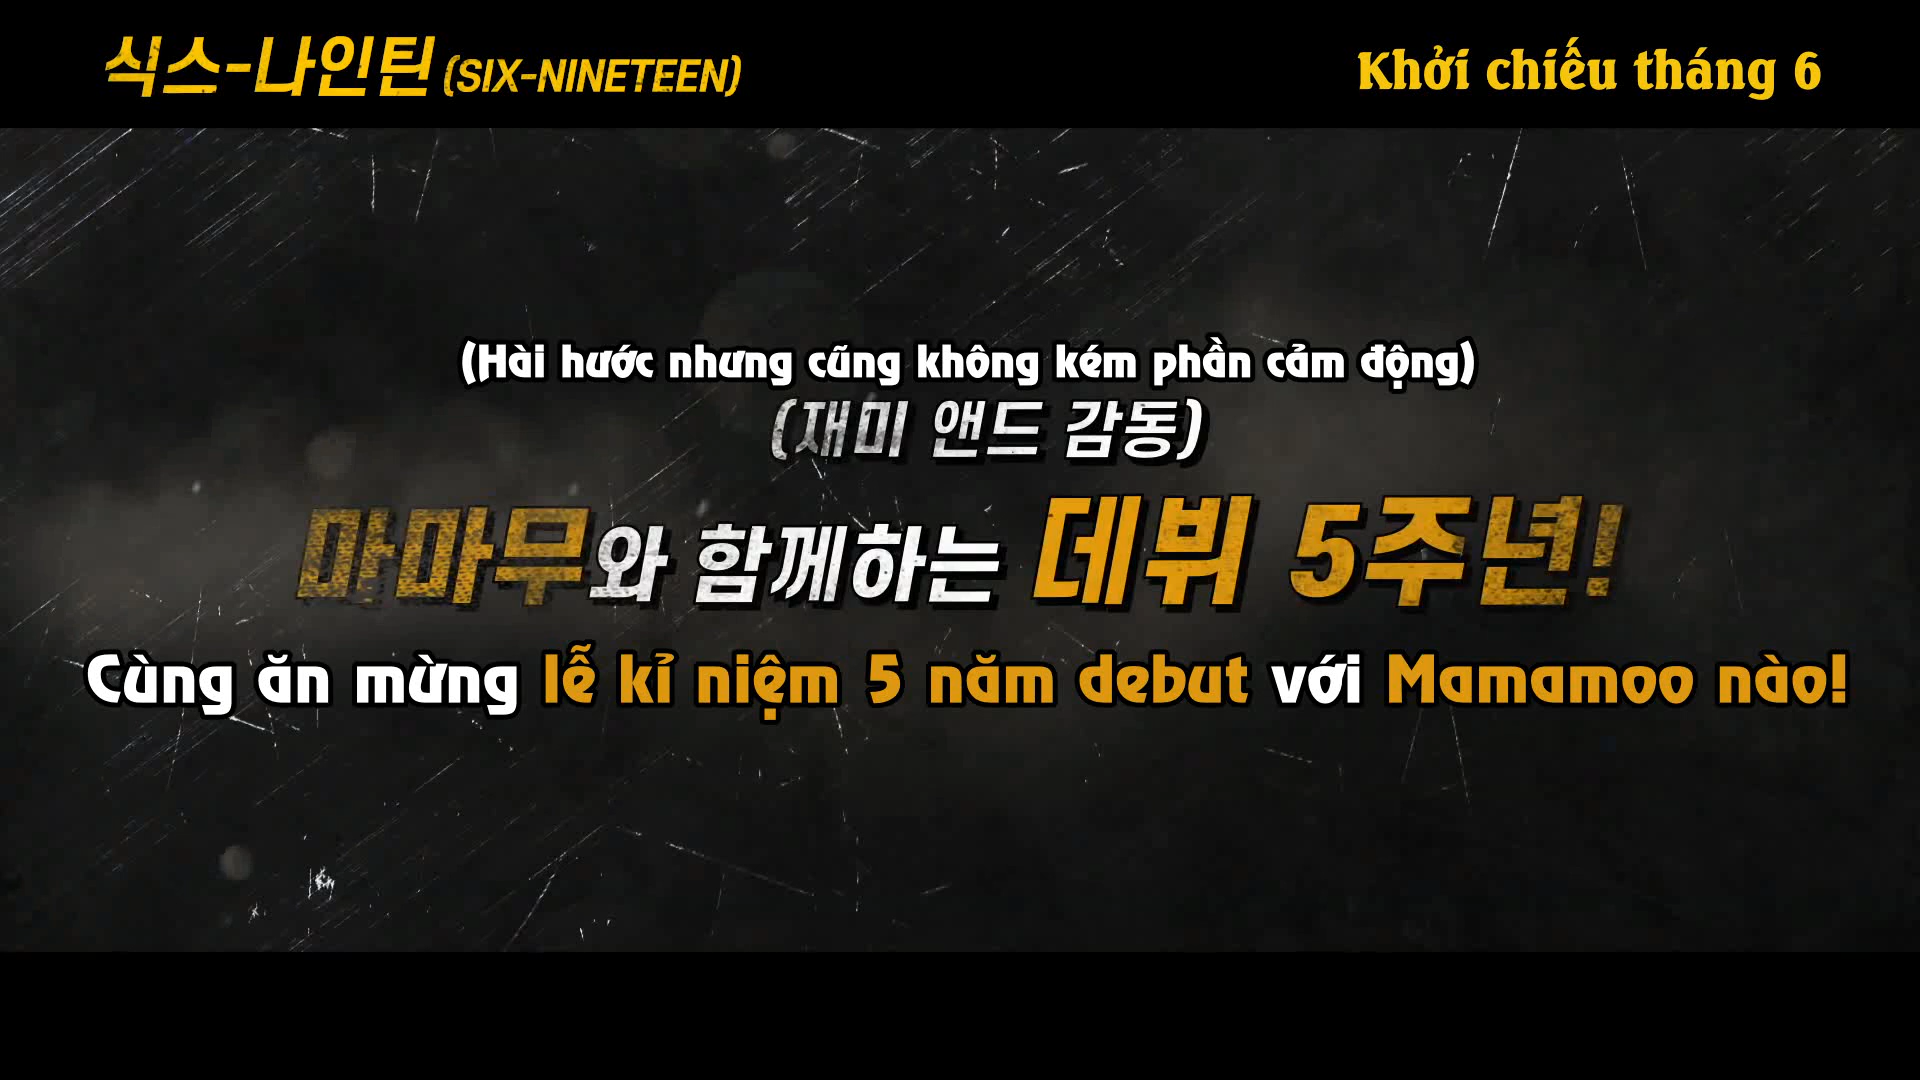 식스-나인틴 (SIX-NINETEEN)
Khởi chiếu tháng 6
(Hài hước nhưng cũng không kém phần cảm động)
(재미 앤드 감동)
마마무와 함께하는 데뷔 5주년!
Cùng ăn mừng lễ kỉ niệm 5 năm debut với Mamamoo nào!